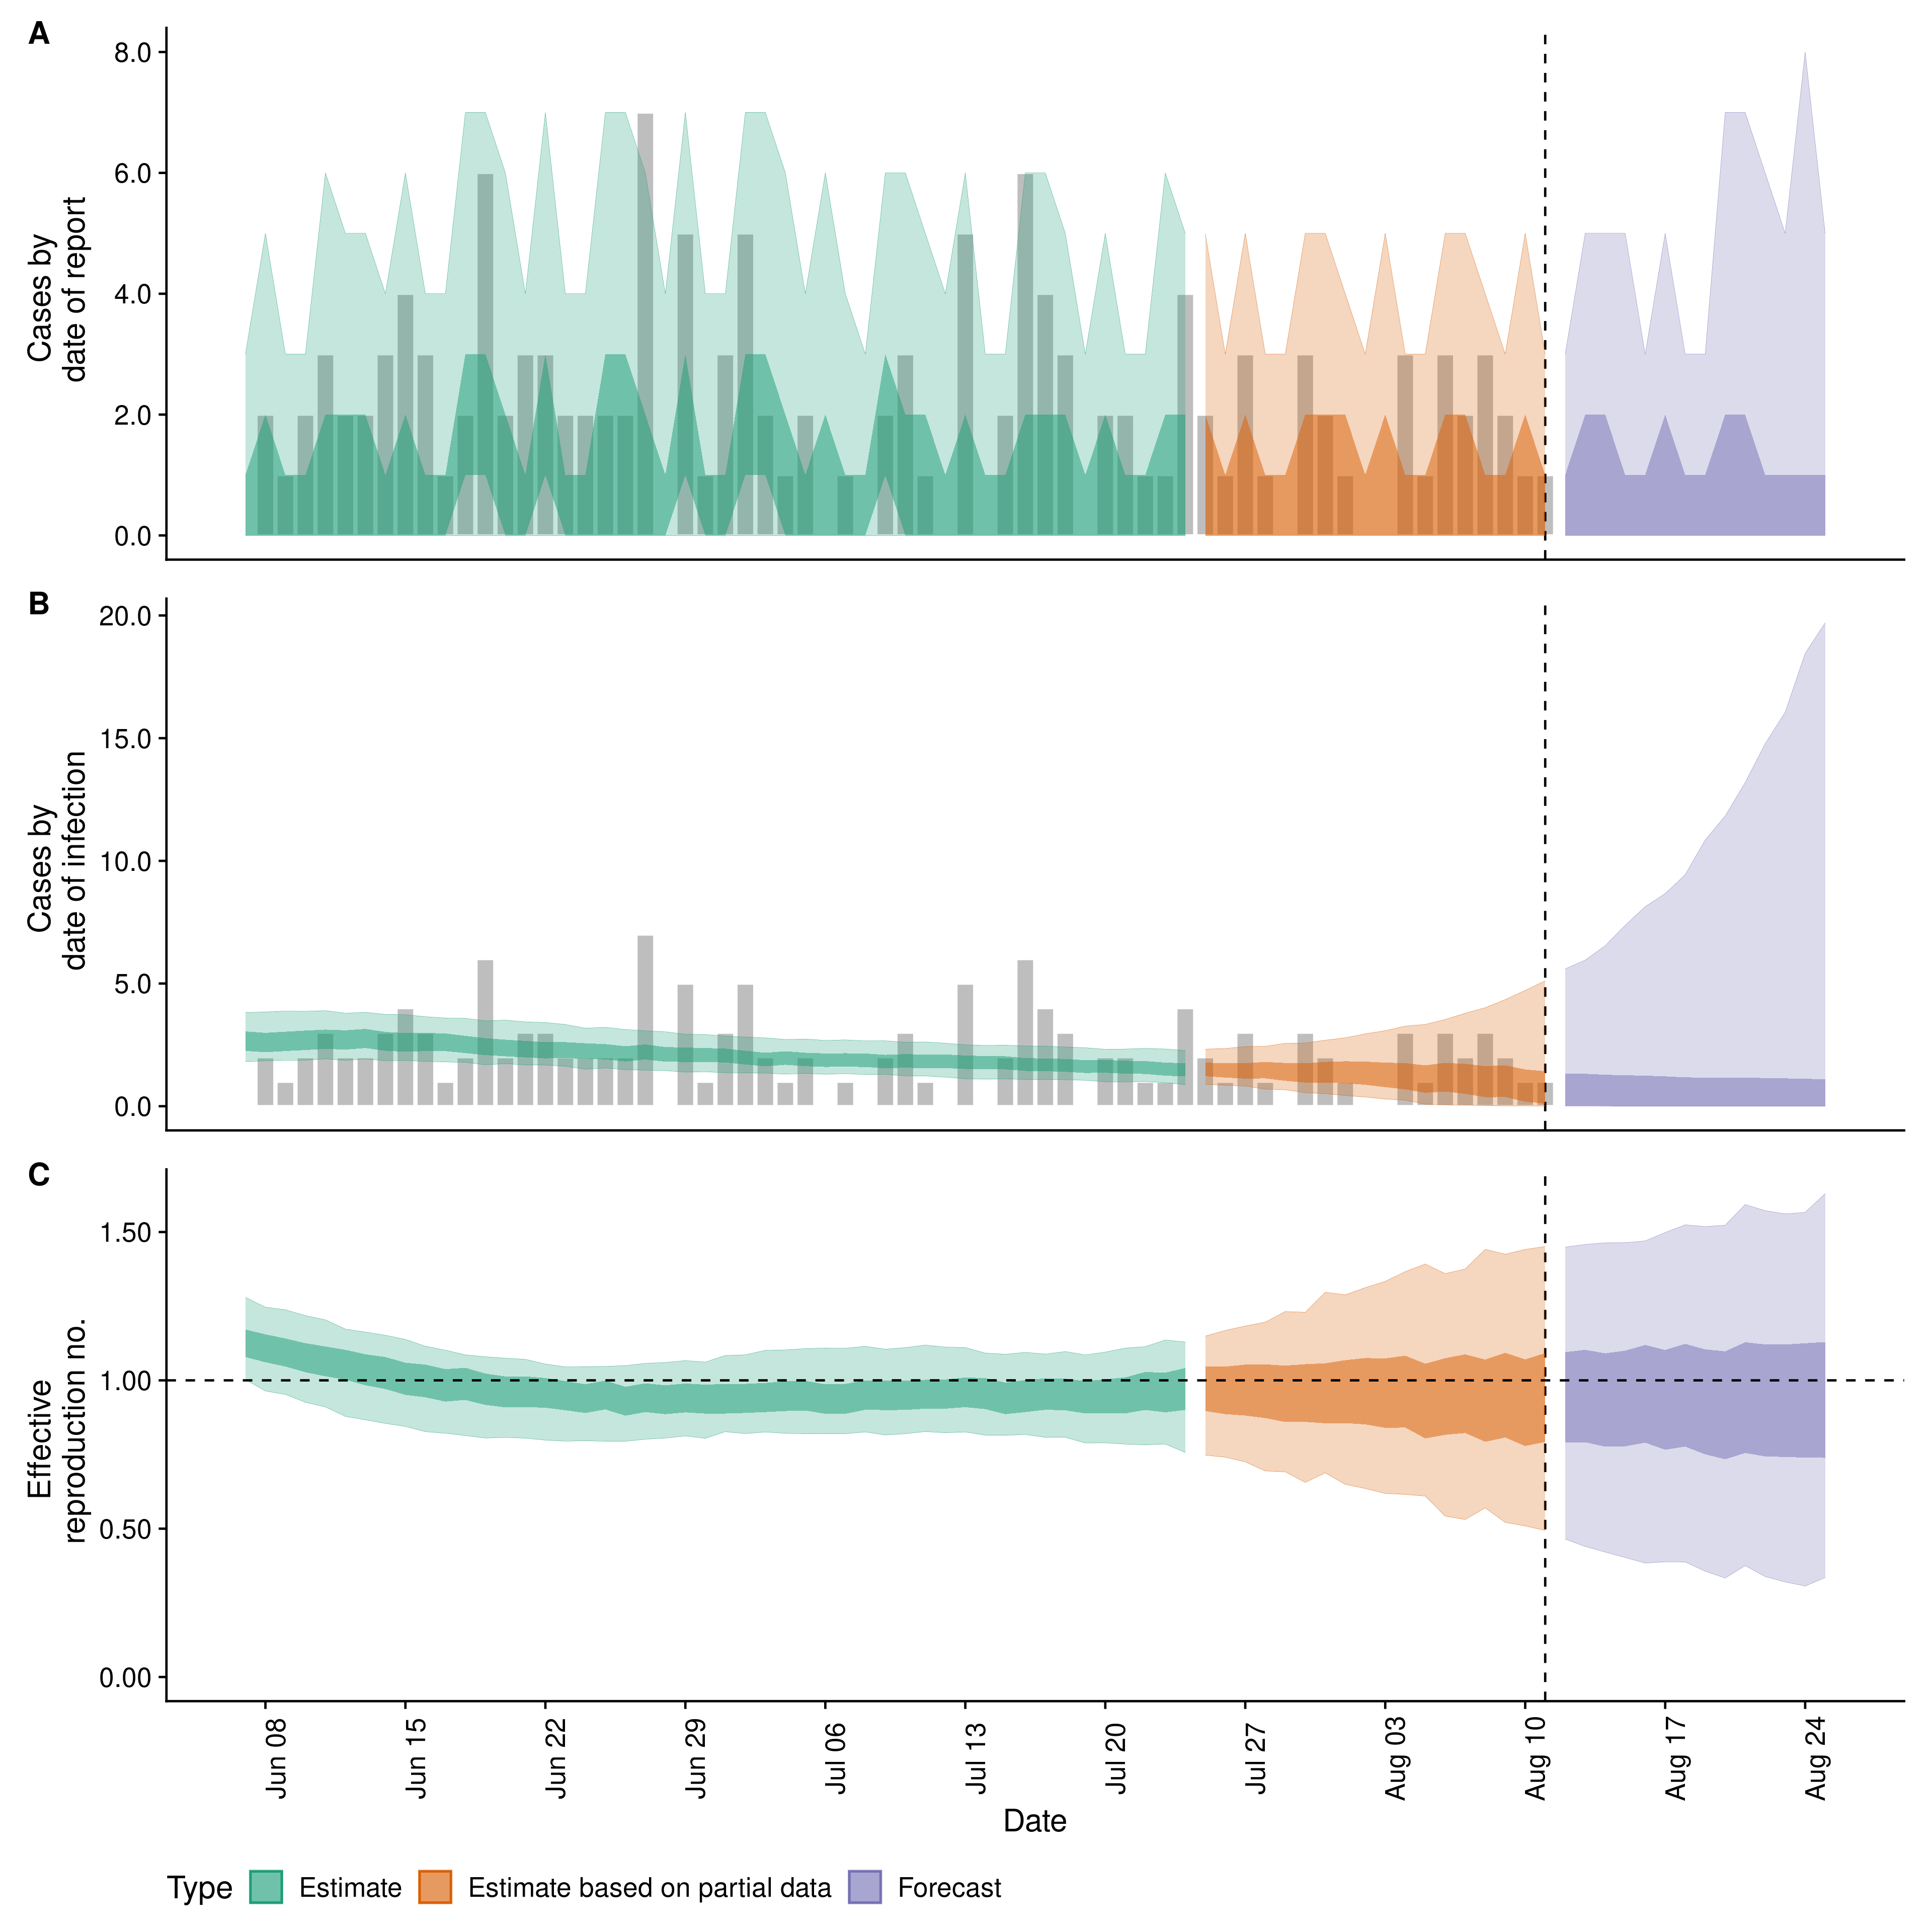 A
8.0
6.0
4.0
2.0
0.0
Cases by
date of report
B
20.0
15.0
10.0
5.0
0.0
Cases by
date of infection
C
1.50
1.00
0.50
0.00
Effective
reproduction no.
Jun 08
Jun 15
Jun 22
Jun 29
Jul 06
Jul 13
Jul 20
Jul 27
Aug 03
Aug 10
Aug 17
Aug 24
Date
Type Estimate Estimate based on partial data Forecast